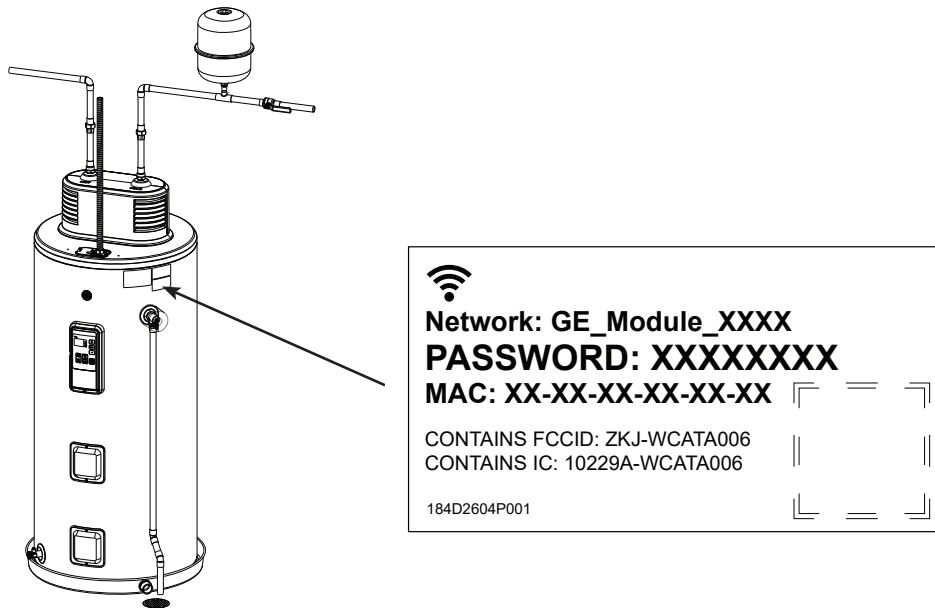 Network: GE_Module_XXXX
PASSWORD: XXXXXXXX
MAC: XX-XX-XX-XX-XX-XX
CONTAINS FCCID: ZKJ-WCATA006
CONTAINS IC: 10229A-WCATA006
184D2604P001